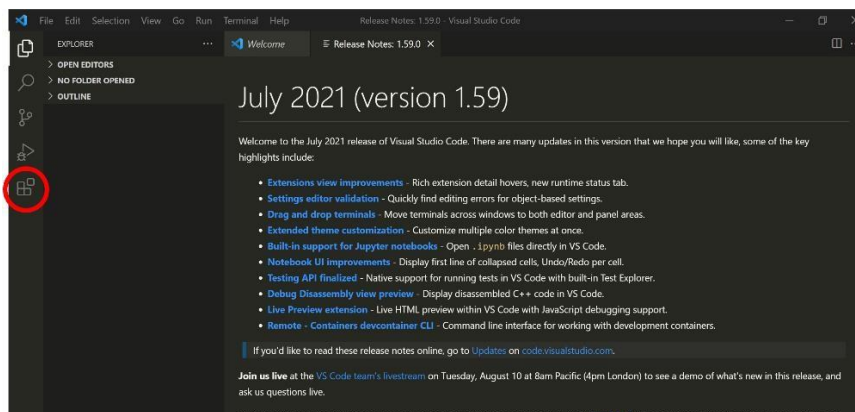 File Edit Selection View Go Run Terminal Help Release Notes: 1.59.0 - Visual Studio Code
EXPLORER ··· Welcome Release Notes: 1.59.0
OPEN EDITORS
NO FOLDER OPENED
OUTLINE
July 2021 (version 1.59)
Welcome to the July 2021 release of Visual Studio Code. There are many updates in this version that we hope you will like, some of the key
highlights include:
• Extensions view improvements - Rich extension detail hovers, new runtime status tab.
• Settings editor validation - Quickly find editing errors for object-based settings.
• Drag and drop terminals - Move terminals across windows to both editor and panel areas.
• Extended theme customization - Customize multiple color themes at once.
• Built-in support for Jupyter notebooks - Open .ipynb files directly in VS Code.
• Notebook UI improvements - Display first line of collapsed cells, Undo/Redo per cell.
• Testing API finalized - Native support for running tests in VS Code with built-in Test Explorer.
• Debug Disassembly view preview - Display disassembled C++ code in VS Code.
• Live Preview extension - Live HTML preview within VS Code with JavaScript debugging support.
• Remote - Containers devcontainer CLI - Command line interface for working with development containers.
If you'd like to read these release notes online, go to Updates on code.visualstudio.com.
Join us live at the VS Code team's livestream on Tuesday, August 10 at 8am Pacific (4pm London) to see a demo of what's new in this release, and
ask us questions live.